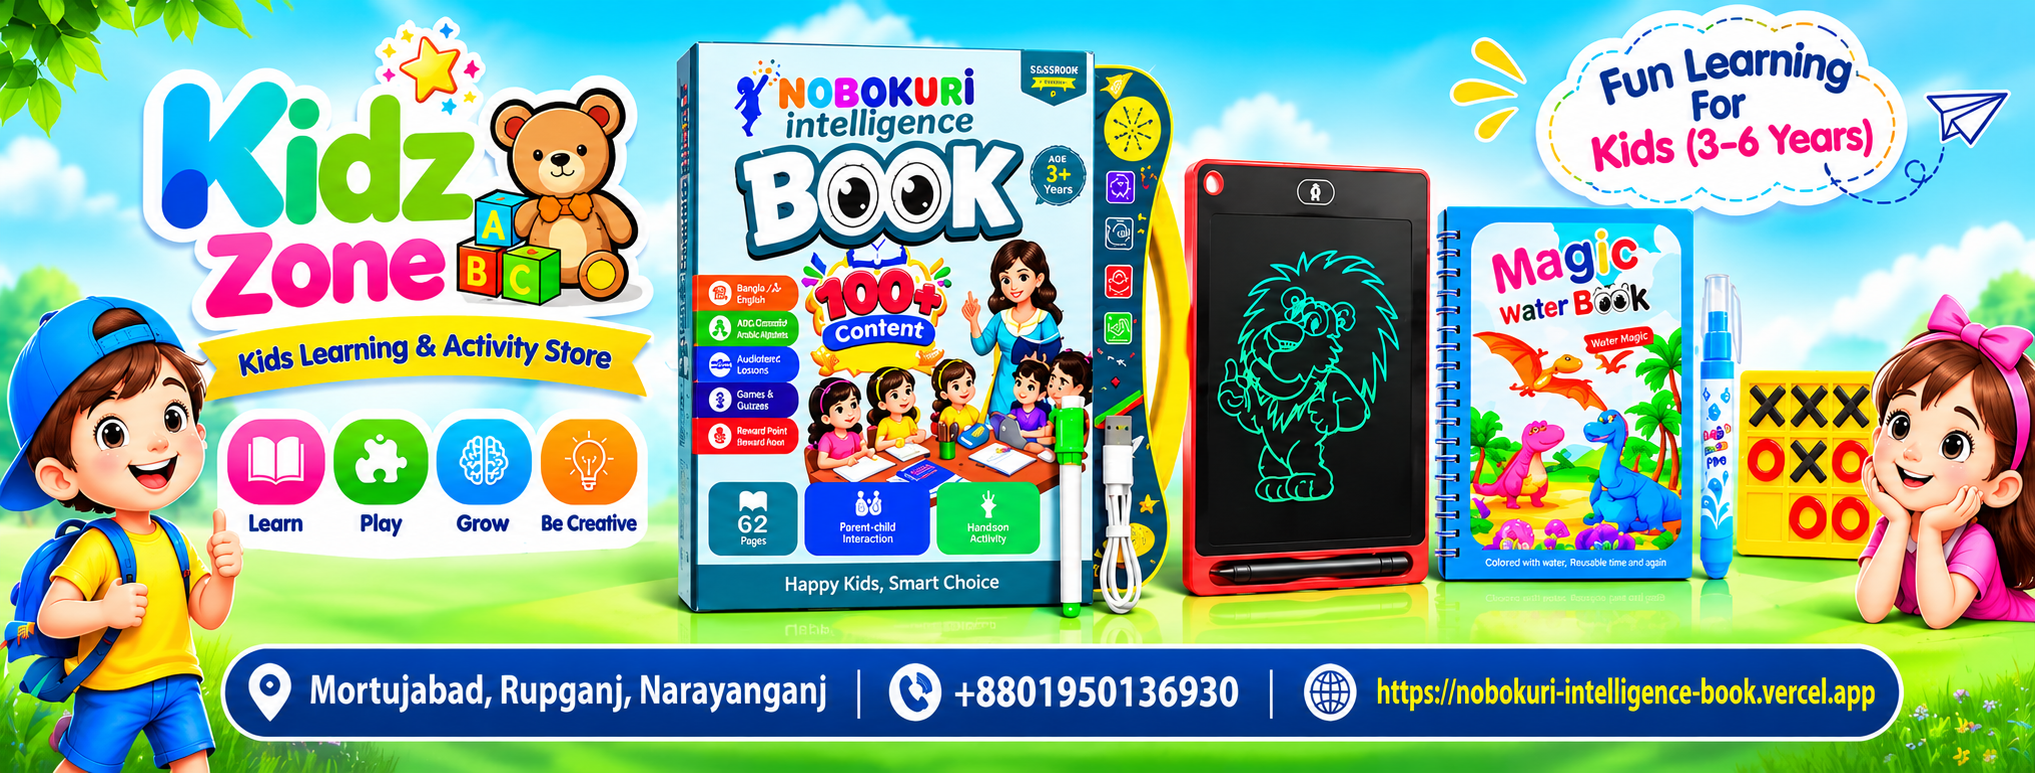 Kidz
Zone
A
B
C
Kids Learning & Activity Store
Learn
Play
Grow
Be Creative
NOBOKURi
intelligence
BOOK
AGE
3+
Years
100+
Content
Bangla /
English
Games &
Reward Point
62
Pages
Parent-child
Interaction
Handson
Activity
Happy Kids, Smart Choice
Magic
Water BOOK
Water Magic
Colored with water, Reusable time and again
Fun Learning
For
Kids (3-6 Years)
Mortujabad, Rupganj, Narayanganj
+8801950136930
https://nobokuri-intelligence-book.vercel.app